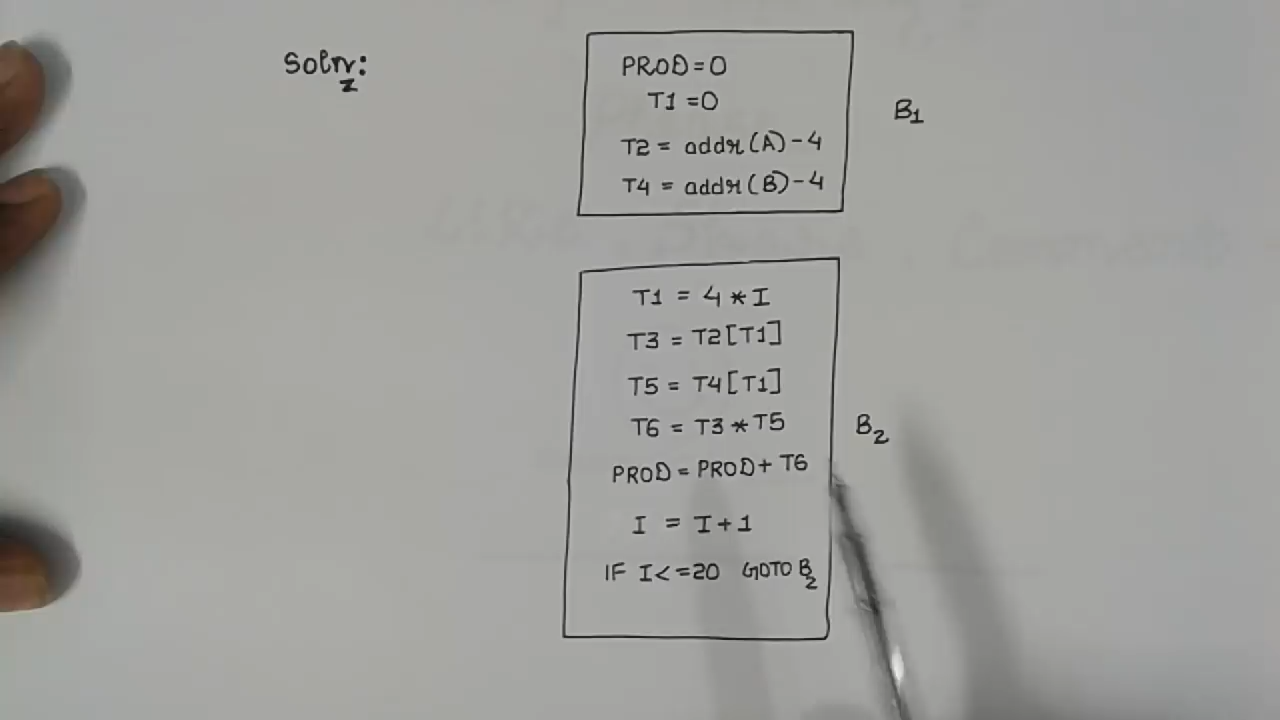 Soln:
PROD=0
T1=0
T2 = addr(A)-4
T4 = addr(B)-4
B1
T1 = 4 * I
T3 = T2[T1]
T5 = T4[T1]
T6 = T3 * T5
PROD = PROD + T6
I = I+1
IF I<=20 GOTO B2
B2